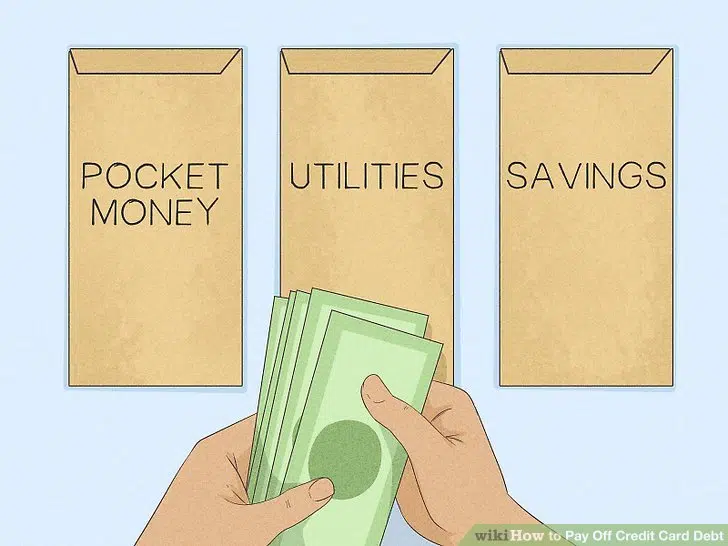 POCKET
MONEY
UTILITIES
SAVINGS
wikiHow to Pay Off Credit Card Debt